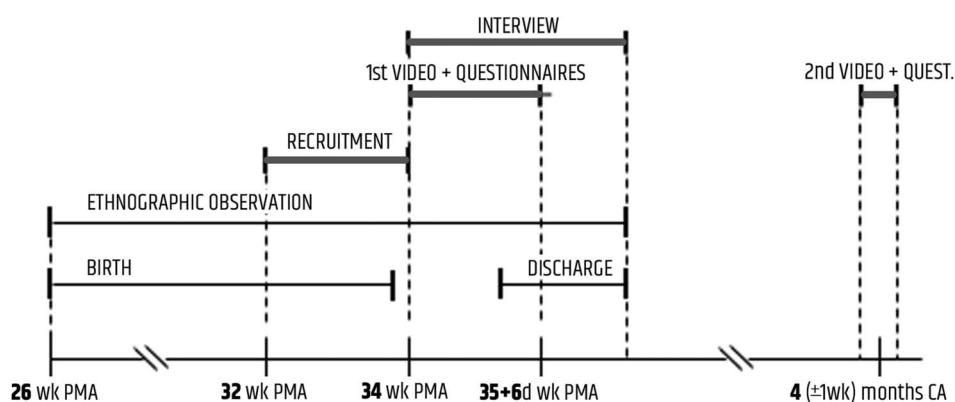 INTERVIEW
1st VIDEO + QUESTIONNAIRES
2nd VIDEO + QUEST.
RECRUITMENT
ETHNOGRAPHIC OBSERVATION
BIRTH
DISCHARGE
26 wk PMA
32 wk PMA
34 wk PMA
35+6d wk PMA
4 (±1wk) months CA